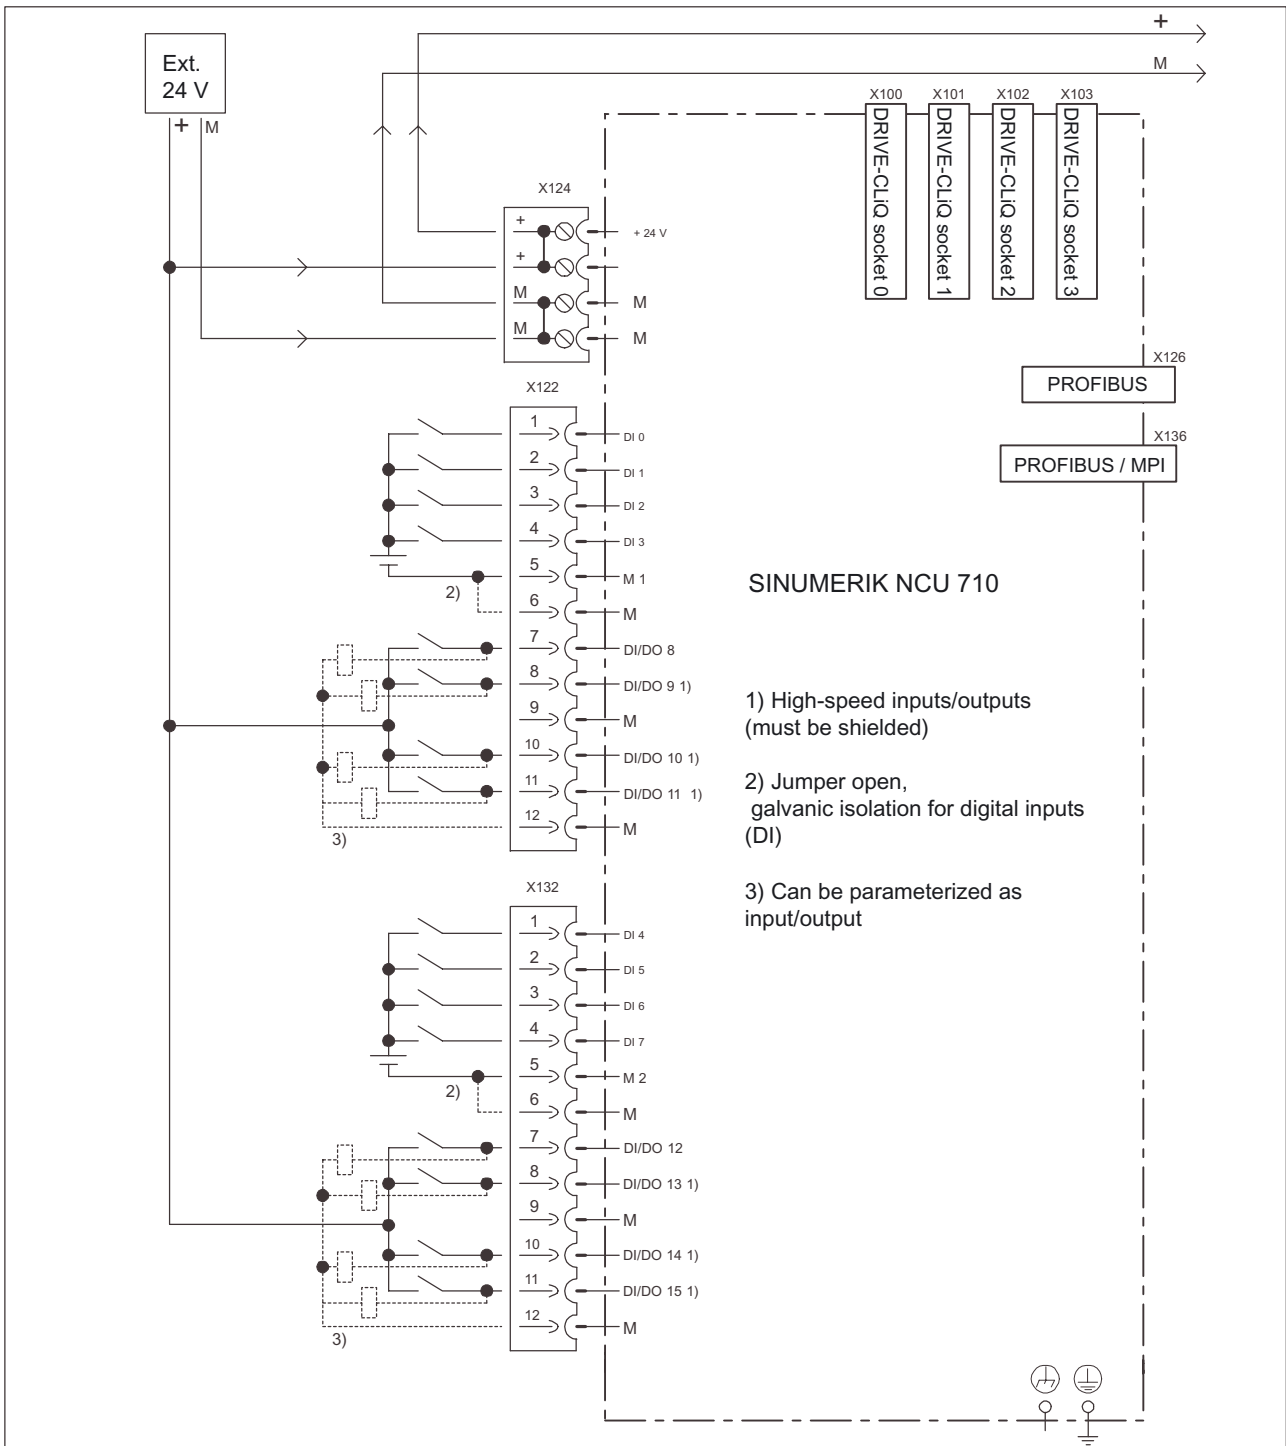 +
M
Ext.
24 V
+ M
X100 X101 X102 X103
DRIVE-CLiQ socket 0
DRIVE-CLiQ socket 1
DRIVE-CLiQ socket 2
DRIVE-CLiQ socket 3
X124
+ + 24 V
+
M M
M M
X126
PROFIBUS
X136
PROFIBUS / MPI
X122
1 DI 0
2 DI 1
3 DI 2
4 DI 3
5 M 1
2)
6 M
7 DI/DO 8
8 DI/DO 9 1)
9 M
10 DI/DO 10 1)
11 DI/DO 11 1)
12 M
3)
SINUMERIK NCU 710
1) High-speed inputs/outputs
(must be shielded)
2) Jumper open,
galvanic isolation for digital inputs
(DI)
3) Can be parameterized as
input/output
X132
1 DI 4
2 DI 5
3 DI 6
4 DI 7
5 M 2
2)
6 M
7 DI/DO 12
8 DI/DO 13 1)
9 M
10 DI/DO 14 1)
11 DI/DO 15 1)
12 M
3)